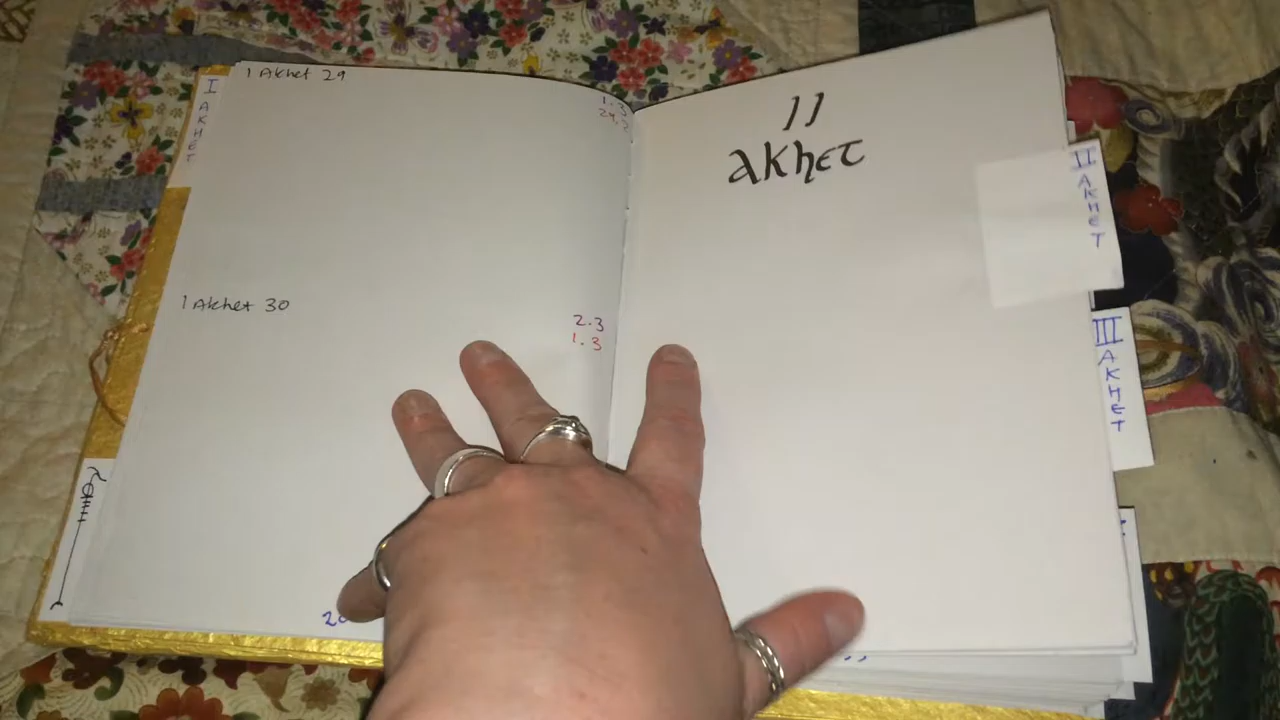 I AKHET
1 Akhet 29
1 Akhet 30
2.3
1.3
II
AKHET
II AKHET
III AKHET